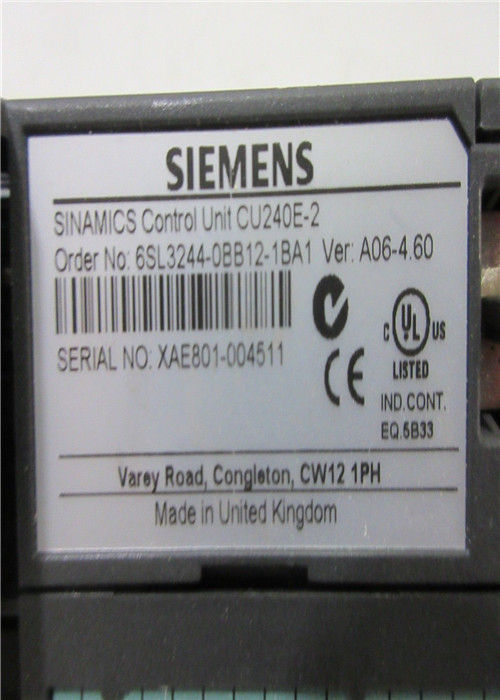 SIEMENS
SINAMICS Control Unit CU240E-2
Order No: 6SL3244-0BB12-1BA1 Ver: A06-4.60
SERIAL NO: XAE801-004511
C UL US
LISTED
CE
IND.CONT.
EQ.5B33
Varey Road, Congleton, CW12 1PH
Made in United Kingdom